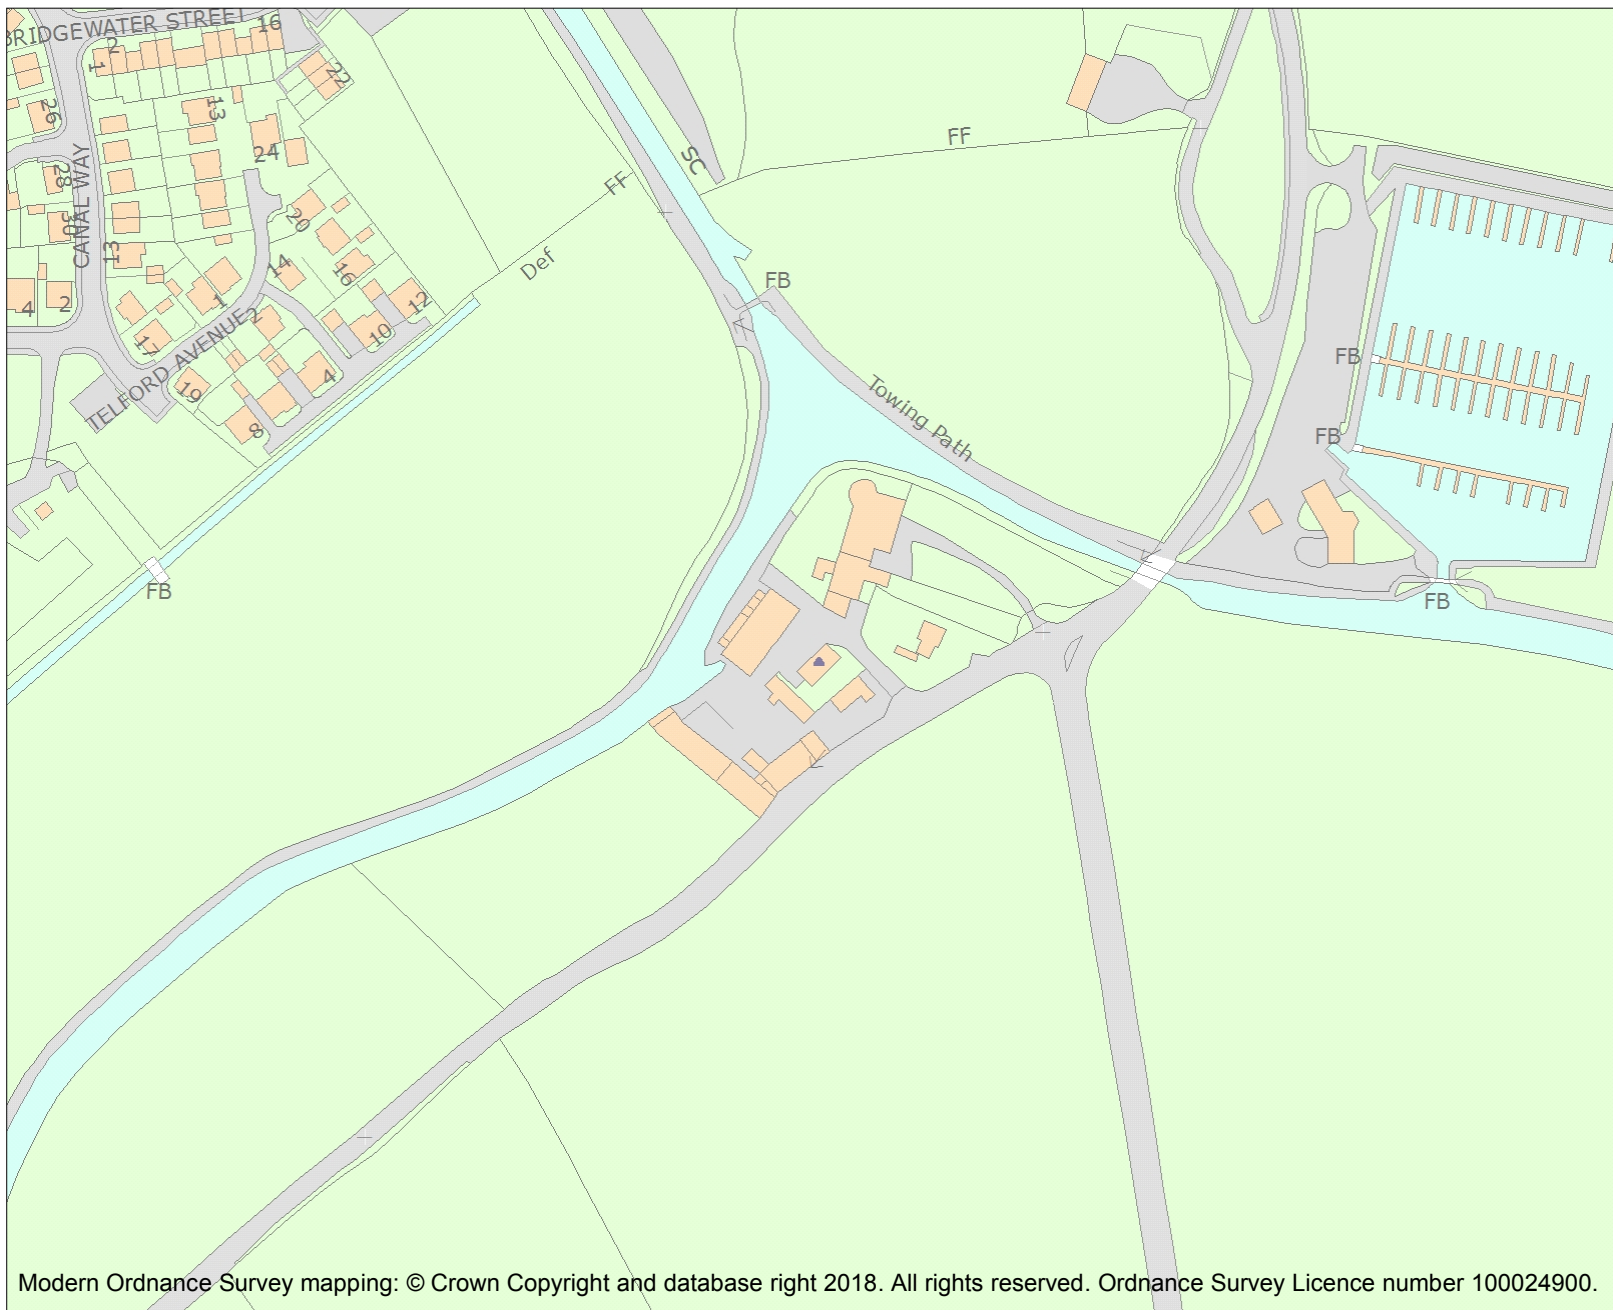 BRIDGEWATER STREET
16
2
1
22
26
13
24
28
SC
FF
FF
CANAL WAY
30
20
13
14
16
Def
FB
4
2
1
2
12
10
17
TELFORD AVENUE
19
4
8
FB
Towing Path
FB
FB
FB
Modern Ordnance Survey mapping: © Crown Copyright and database right 2018. All rights reserved. Ordnance Survey Licence number 100024900.